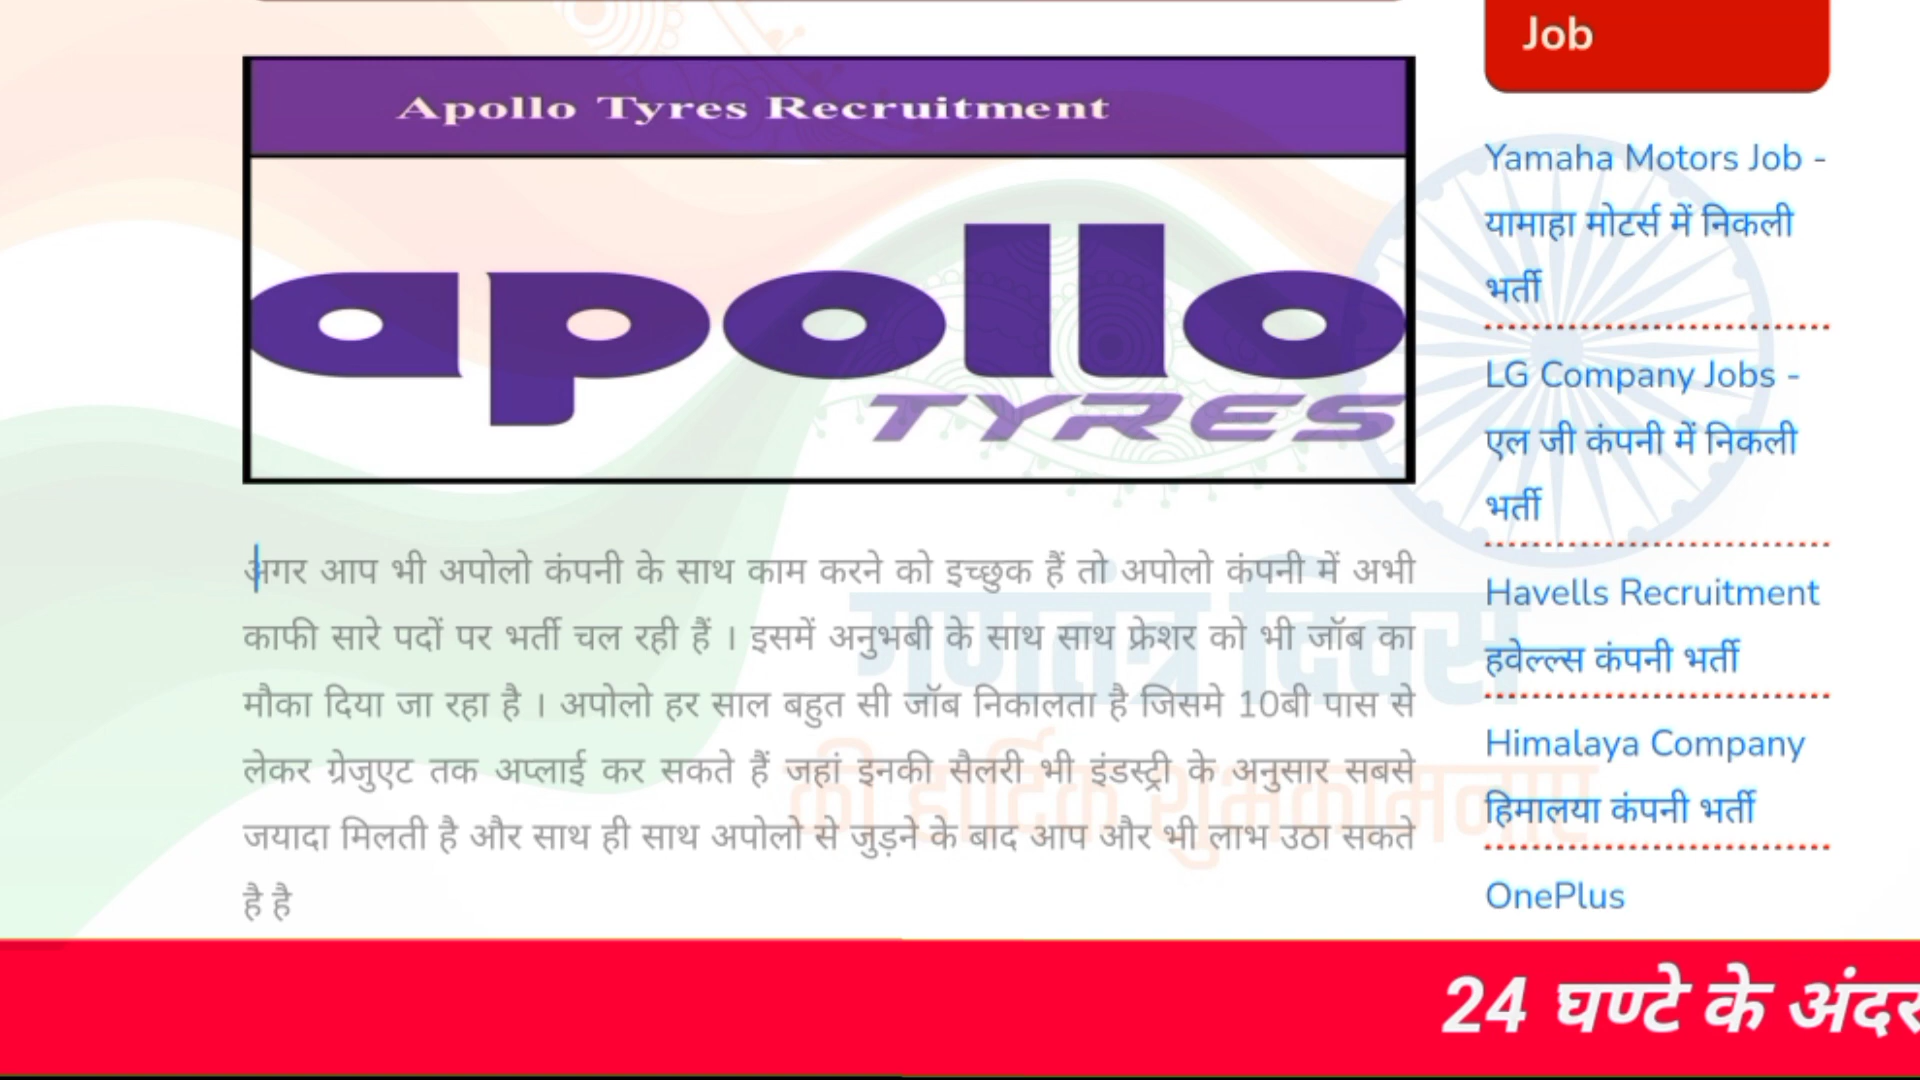 Job
Apollo Tyres Recruitment
apollo
TYRES
अगर आप भी अपोलो कंपनी के साथ काम करने को इच्छुक हैं तो अपोलो कंपनी में अभी
काफी सारे पदों पर भर्ती चल रही हैं । इसमें अनुभबी के साथ साथ फ्रेशर को भी जॉब का
मौका दिया जा रहा है । अपोलो हर साल बहुत सी जॉब निकालता है जिसमे 10बी पास से
लेकर ग्रेजुएट तक अप्लाई कर सकते हैं जहां इनकी सैलरी भी इंडस्ट्री के अनुसार सबसे
जयादा मिलती है और साथ ही साथ अपोलो से जुड़ने के बाद आप और भी लाभ उठा सकते
है है
गणतंत्र दिवस
की हार्दिक शुभकामनाएं
Yamaha Motors Job -
यामाहा मोटर्स में निकली
भर्ती
LG Company Jobs -
एल जी कंपनी में निकली
भर्ती
Havells Recruitment
हवेल्ल्स कंपनी भर्ती
Himalaya Company
हिमालया कंपनी भर्ती
OnePlus
24 घण्टे के अंदर